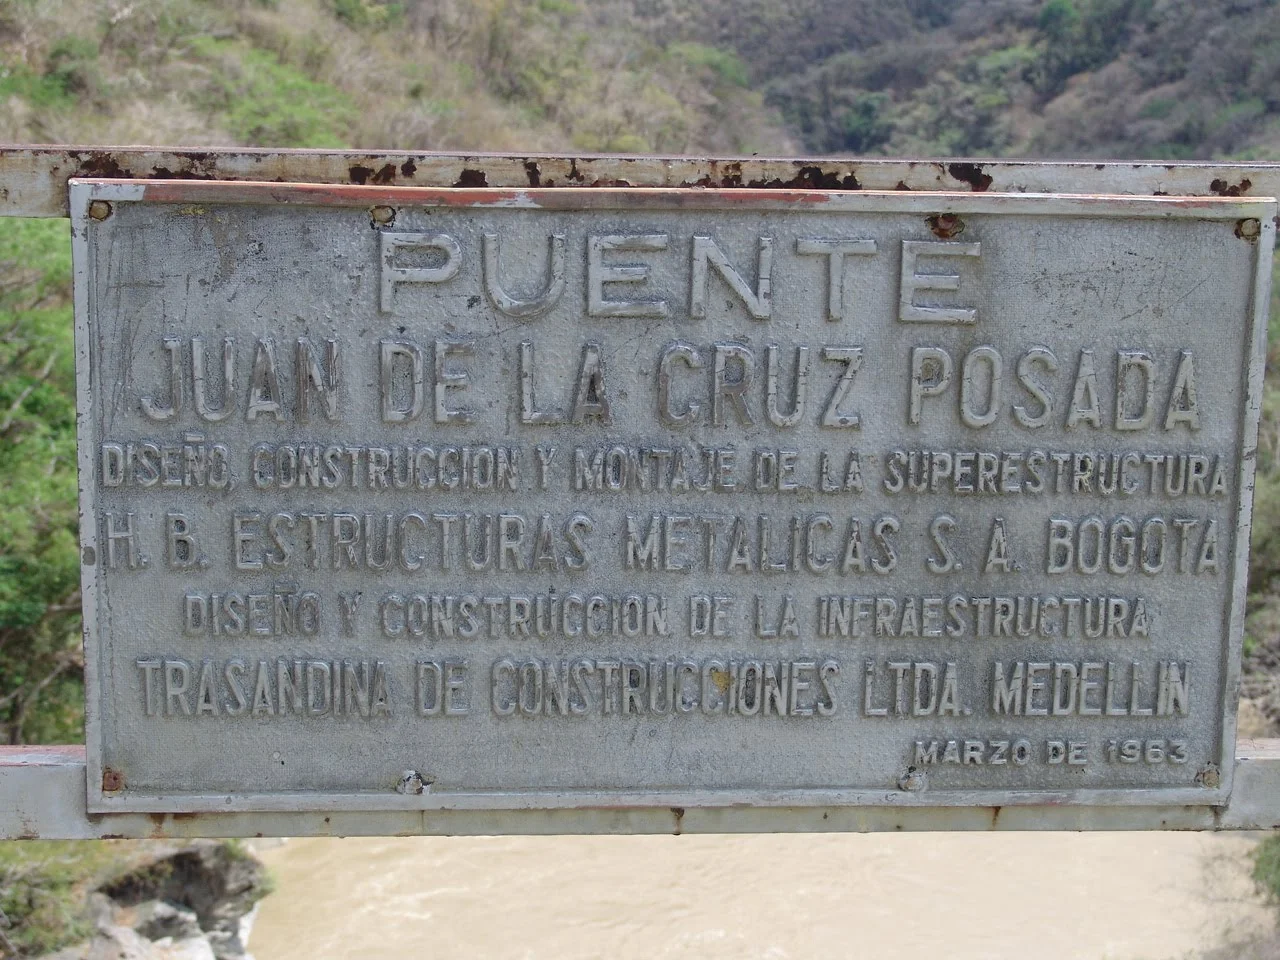 PUENTE
JUAN DE LA CRUZ POSADA
DISEÑO, CONSTRUCCION Y MONTAJE DE LA SUPERESTRUCTURA
H. B. ESTRUCTURAS METALICAS S. A. BOGOTA
DISEÑO Y CONSTRUCCION DE LA INFRAESTRUCTURA
TRASANDINA DE CONSTRUCCIONES LTDA. MEDELLIN
MARZO DE 1963